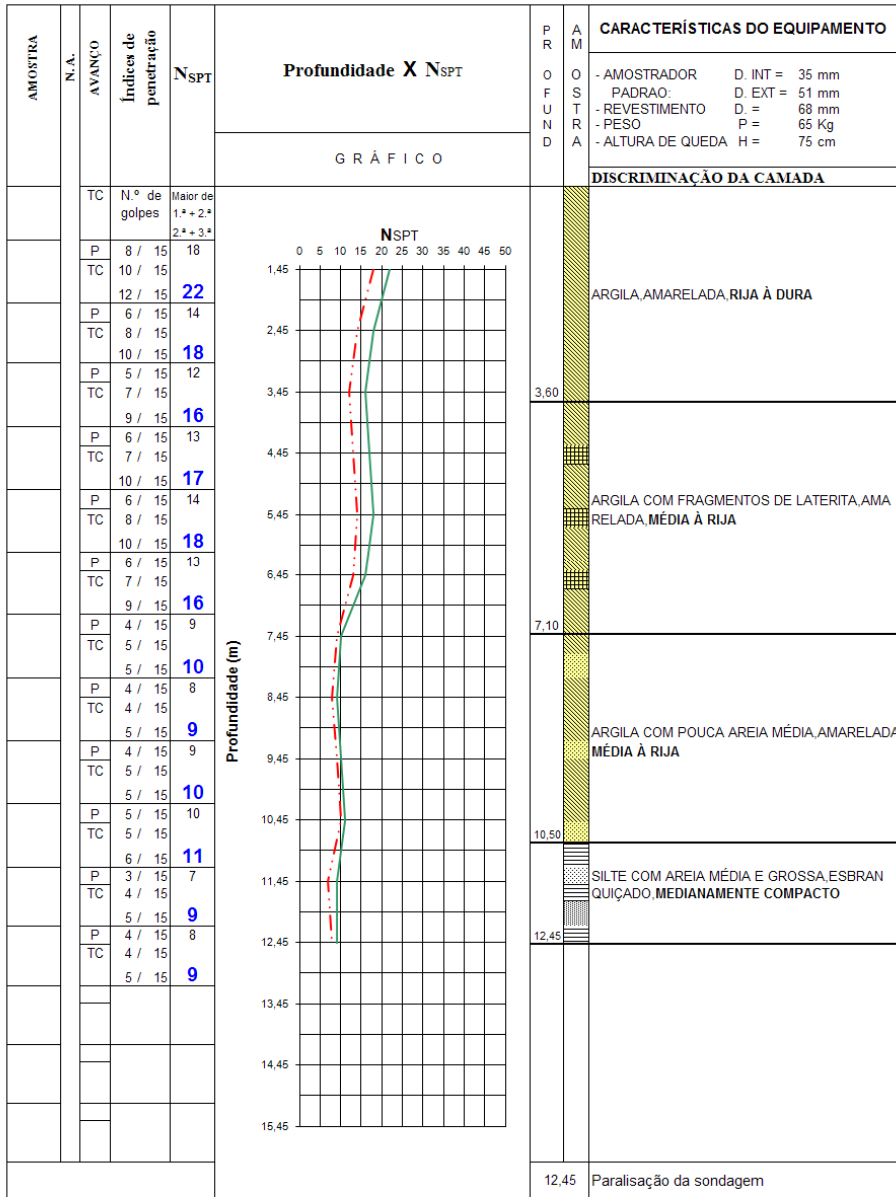 AMOSTRA
N.A.
AVANÇO
Índices de
penetração
NSPT
Profundidade X NSPT
GRÁFICO
PROFUND
AMOSTRA
CARACTERÍSTICAS DO EQUIPAMENTO
- AMOSTRADOR D. INT = 35 mm
PADRAO: D. EXT = 51 mm
- REVESTIMENTO D. = 68 mm
- PESO P = 65 Kg
- ALTURA DE QUEDA H = 75 cm
DISCRIMINAÇÃO DA CAMADA
TC N.º de Maior de
golpes 1.ª + 2.ª
2.ª + 3.ª
P 8 / 15 18
TC 10 / 15
12 / 15 22
P 6 / 15 14
TC 8 / 15
10 / 15 18
P 5 / 15 12
TC 7 / 15
9 / 15 16
P 6 / 15 13
TC 7 / 15
10 / 15 17
P 6 / 15 14
TC 8 / 15
10 / 15 18
P 6 / 15 13
TC 7 / 15
9 / 15 16
P 4 / 15 9
TC 5 / 15
5 / 15 10
P 4 / 15 8
TC 4 / 15
5 / 15 9
P 4 / 15 9
TC 5 / 15
5 / 15 10
P 5 / 15 10
TC 5 / 15
6 / 15 11
P 3 / 15 7
TC 4 / 15
5 / 15 9
P 4 / 15 8
TC 4 / 15
5 / 15 9
NSPT
0 5 10 15 20 25 30 35 40 45 50
Profundidade (m)
1,45
2,45
3,45
4,45
5,45
6,45
7,45
8,45
9,45
10,45
11,45
12,45
13,45
14,45
15,45
ARGILA,AMARELADA,RIJA À DURA
3,60
ARGILA COM FRAGMENTOS DE LATERITA,AMA
RELADA,MÉDIA À RIJA
7,10
ARGILA COM POUCA AREIA MÉDIA,AMARELADA
MÉDIA À RIJA
10,50
SILTE COM AREIA MÉDIA E GROSSA,ESBRAN
QUIÇADO,MEDIANAMENTE COMPACTO
12,45
12,45 Paralisação da sondagem